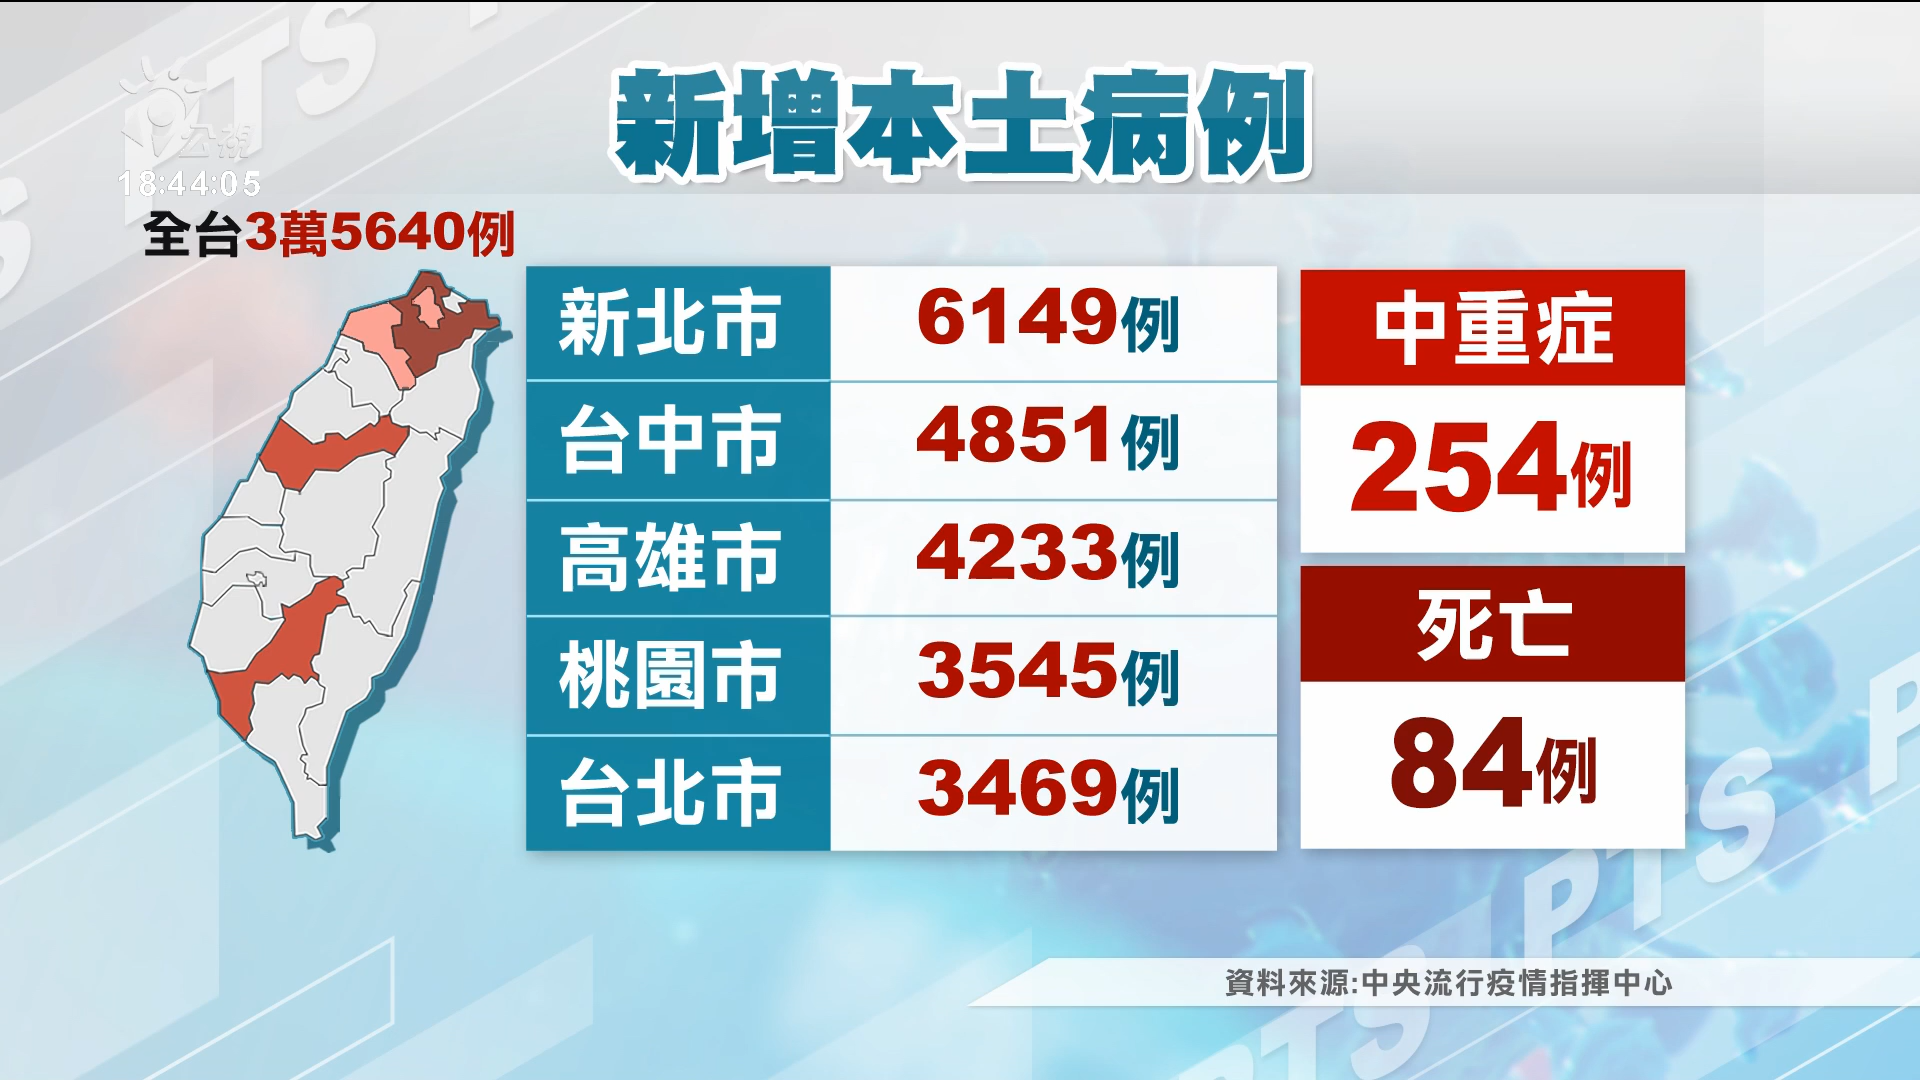 新增本土病例
公視
18:44:05
全台3萬5640例
新北市 6149例
台中市 4851例
高雄市 4233例
桃園市 3545例
台北市 3469例
中重症
254例
死亡
84例
資料來源:中央流行疫情指揮中心
PTS
PTS
PTS